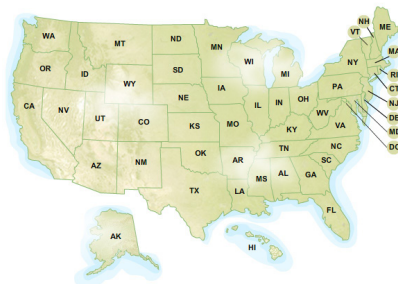 NH
VT
ME
WA
MT
ND
MN
MA
OR
ID
SD
WI
MI
NY
RI
WY
IA
PA
CT
CA
NV
NE
IL
IN
OH
NJ
UT
CO
WV
DE
KS
MO
KY
VA
MD
DC
AZ
NM
OK
AR
TN
NC
SC
TX
LA
MS
AL
GA
FL
AK
HI